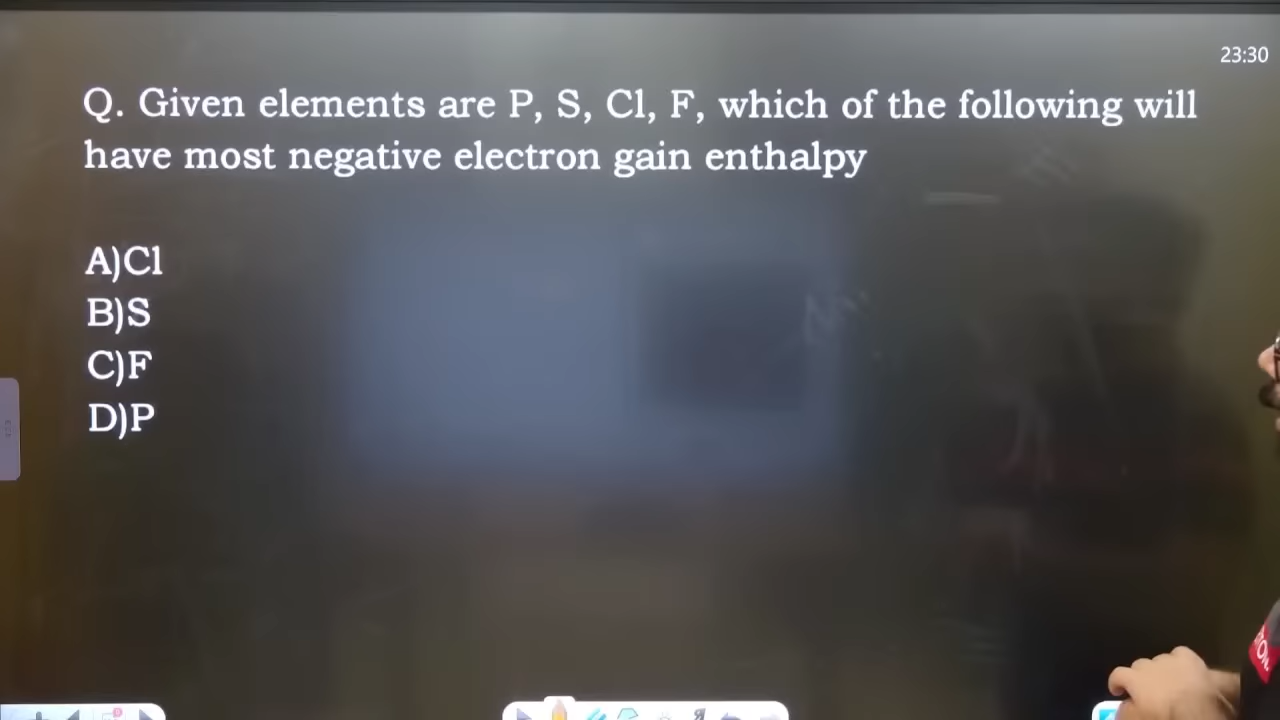 23:30
Q. Given elements are P, S, Cl, F, which of the following will
have most negative electron gain enthalpy
A)Cl
B)S
C)F
D)P